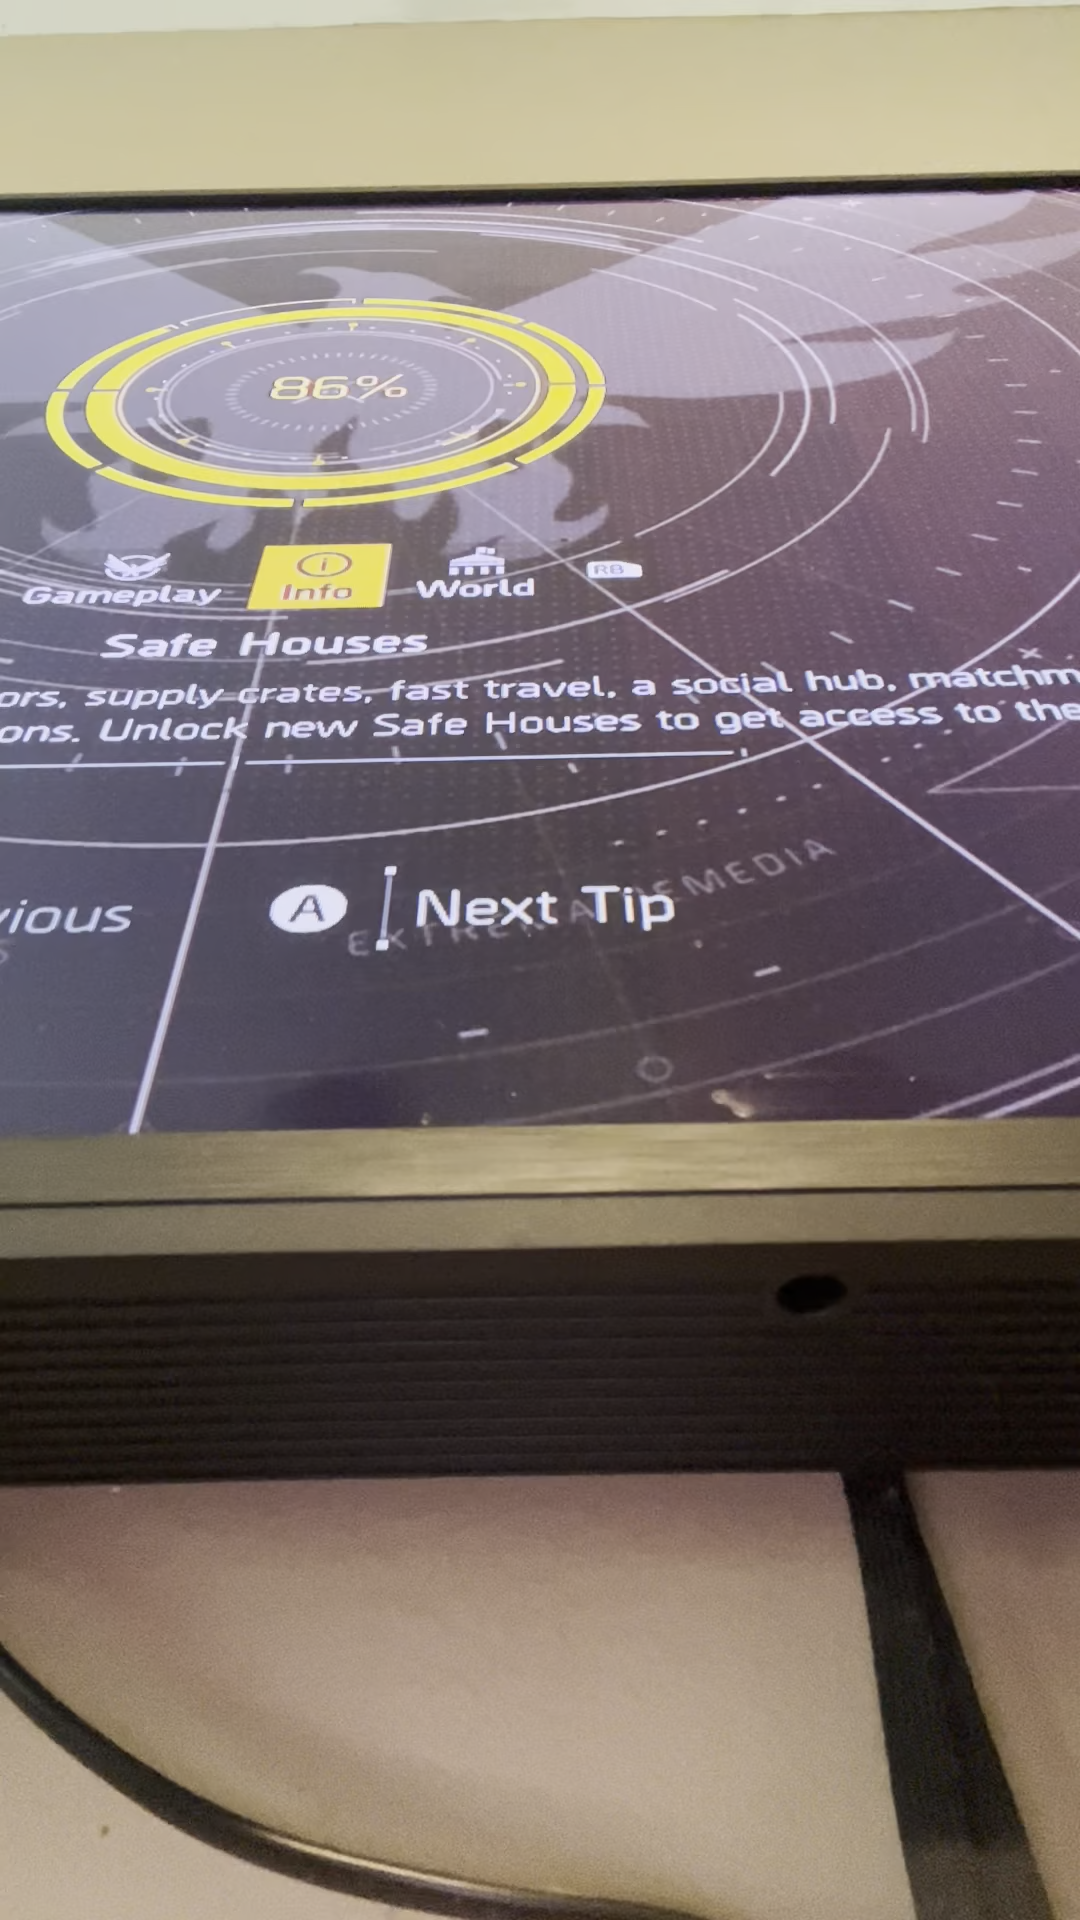 86%
Gameplay
Info
World
RB
Safe Houses
ors, supply crates, fast travel, a social hub, matchm
ons. Unlock new Safe Houses to get access to the
vious
A
Next Tip